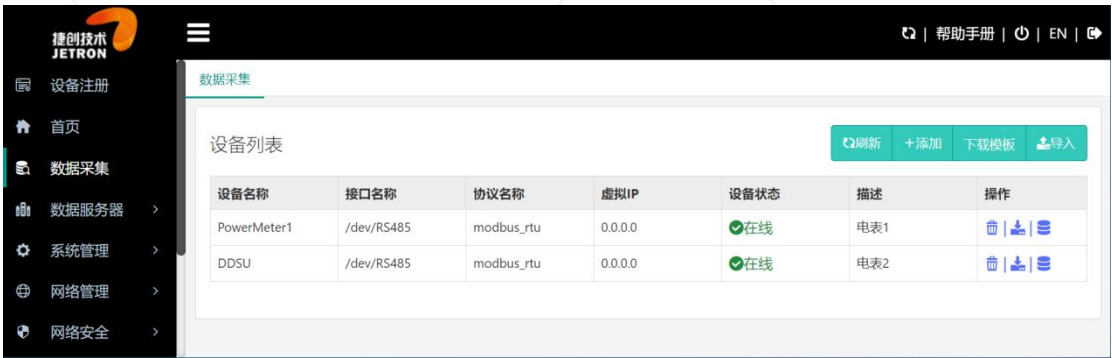 捷创技术
JETRON
| 帮助手册 | | EN |
设备注册
首页
数据采集
数据服务器
系统管理
网络管理
网络安全
数据采集
设备列表
刷新 +添加 下载模板 导入
设备名称 接口名称 协议名称 虚拟IP 设备状态 描述 操作
PowerMeter1 /dev/RS485 modbus_rtu 0.0.0.0 在线 电表1
DDSU /dev/RS485 modbus_rtu 0.0.0.0 在线 电表2